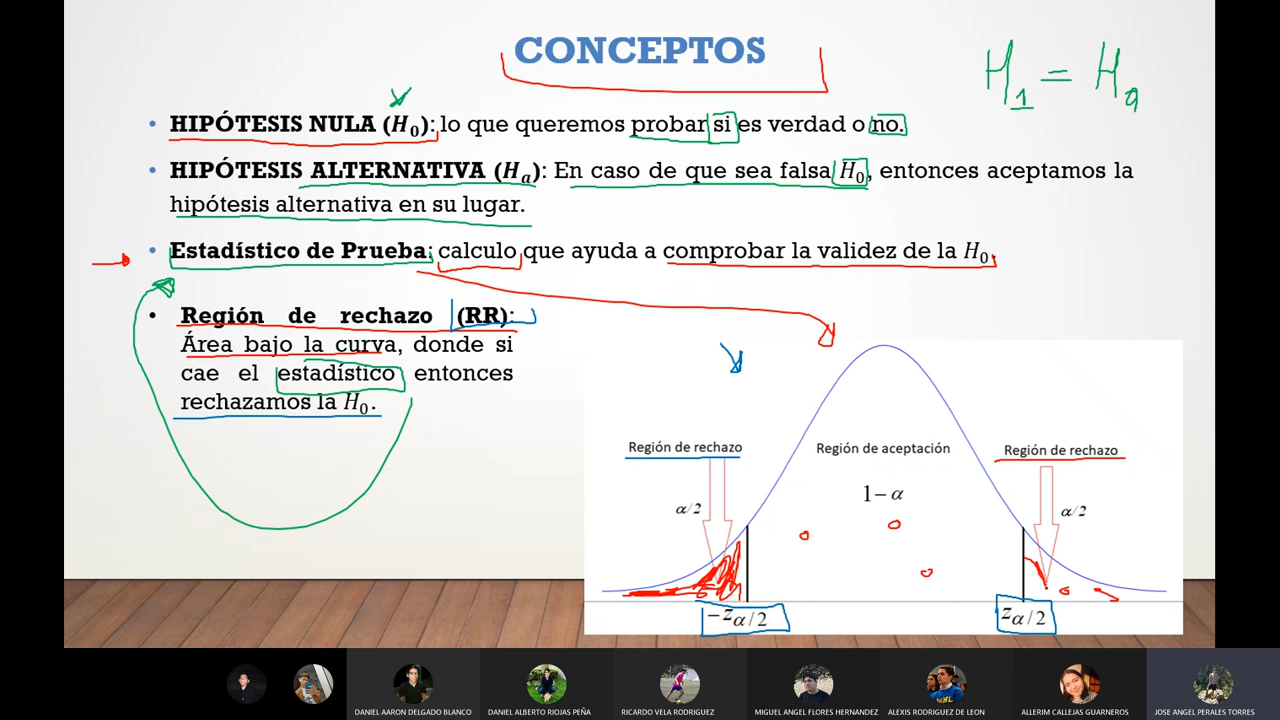 CONCEPTOS
H1 = Ha
• HIPÓTESIS NULA (H0): lo que queremos probar si es verdad o no.
• HIPÓTESIS ALTERNATIVA (Ha): En caso de que sea falsa H0, entonces aceptamos la
hipótesis alternativa en su lugar.
• Estadístico de Prueba: calculo que ayuda a comprobar la validez de la H0.
• Región de rechazo (RR):
Área bajo la curva, donde si
cae el estadístico entonces
rechazamos la H0.
Región de rechazo
Región de aceptación
Región de rechazo
α/2
1−α
α/2
−zα/2
zα/2
DANIEL AARON DELGADO BLANCO
DANIEL ALBERTO RIOJAS PEÑA
RICARDO VELA RODRIGUEZ
MIGUEL ANGEL FLORES HERNANDEZ
ALEXIS RODRIGUEZ DE LEON
ALLERIM CALLEJAS GUARNEROS
JOSE ANGEL PERALES TORRES